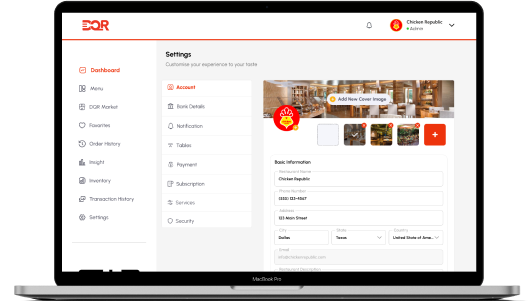 EQR
Chicken Republic
Active
Settings
Customise your experience to your taste
Dashboard
Menu
EQR Market
Favorites
Order History
Insight
Inventory
Transaction History
Settings
Account
Bank Details
Notification
Tables
Payment
Subscription
Services
Security
Add New Cover Image
Basic Information
Restaurant Name
Chicken Republic
Phone Number
(555) 123-4567
Address
123 Main Street
City
Dallas
State
Texas
Country
United State of Ame...
Email
info@chickenrepublic.com
Restaurant Description
MacBook Pro